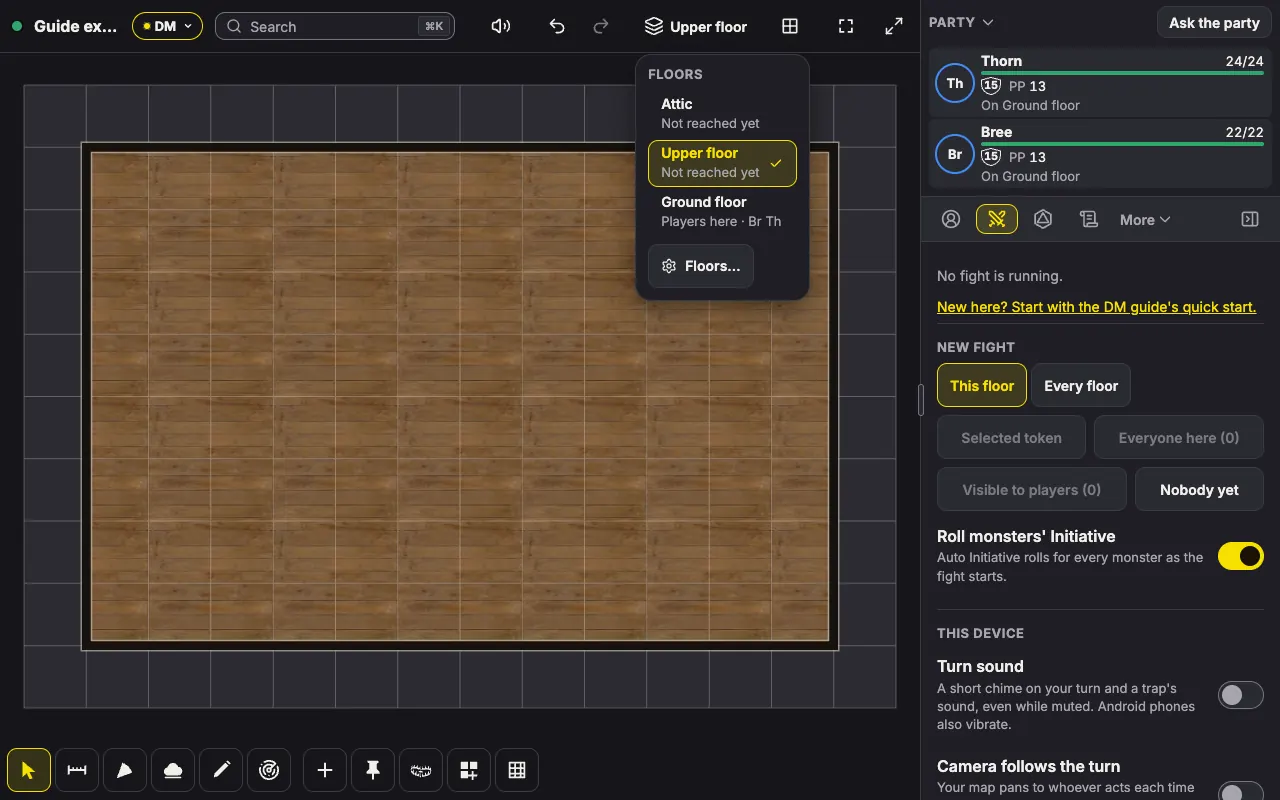 Guide ex...
DM
Search
⌘K
Upper floor
FLOORS
Attic
Not reached yet
Upper floor
Not reached yet
Ground floor
Players here · Br Th
Floors...
PARTY
Ask the party
Th
Thorn
24/24
15
PP 13
On Ground floor
Br
Bree
22/22
15
PP 13
On Ground floor
More
No fight is running.
New here? Start with the DM guide's quick start.
NEW FIGHT
This floor
Every floor
Selected token
Everyone here (0)
Visible to players (0)
Nobody yet
Roll monsters' Initiative
Auto Initiative rolls for every monster as the
fight starts.
THIS DEVICE
Turn sound
A short chime on your turn and a trap's
sound, even while muted. Android phones
also vibrate.
Camera follows the turn
Your map pans to whoever acts each time